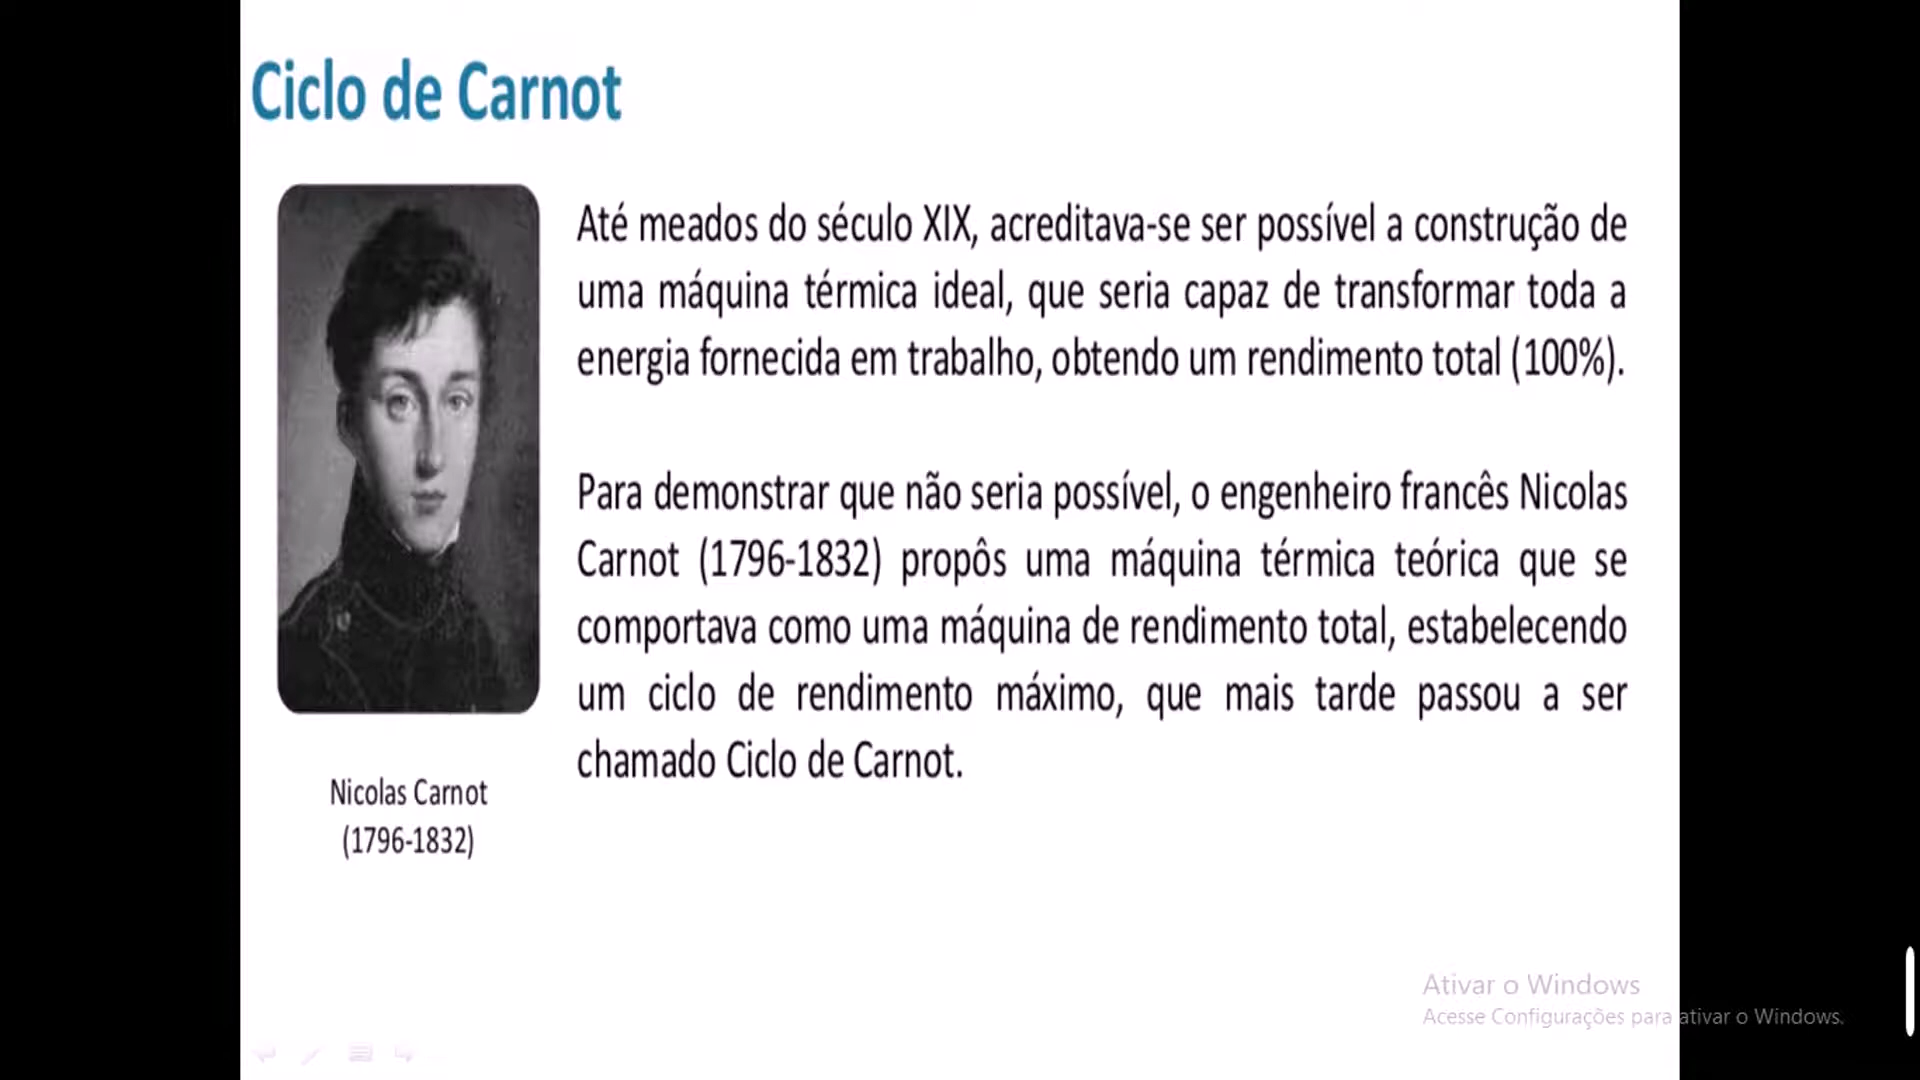 Ciclo de Carnot
Até meados do século XIX, acreditava-se ser possível a construção de
uma máquina térmica ideal, que seria capaz de transformar toda a
energia fornecida em trabalho, obtendo um rendimento total (100%).
Para demonstrar que não seria possível, o engenheiro francês Nicolas
Carnot (1796-1832) propôs uma máquina térmica teórica que se
comportava como uma máquina de rendimento total, estabelecendo
um ciclo de rendimento máximo, que mais tarde passou a ser
chamado Ciclo de Carnot.
Nicolas Carnot
(1796-1832)
Ativar o Windows
Acesse Configurações para ativar o Windows.